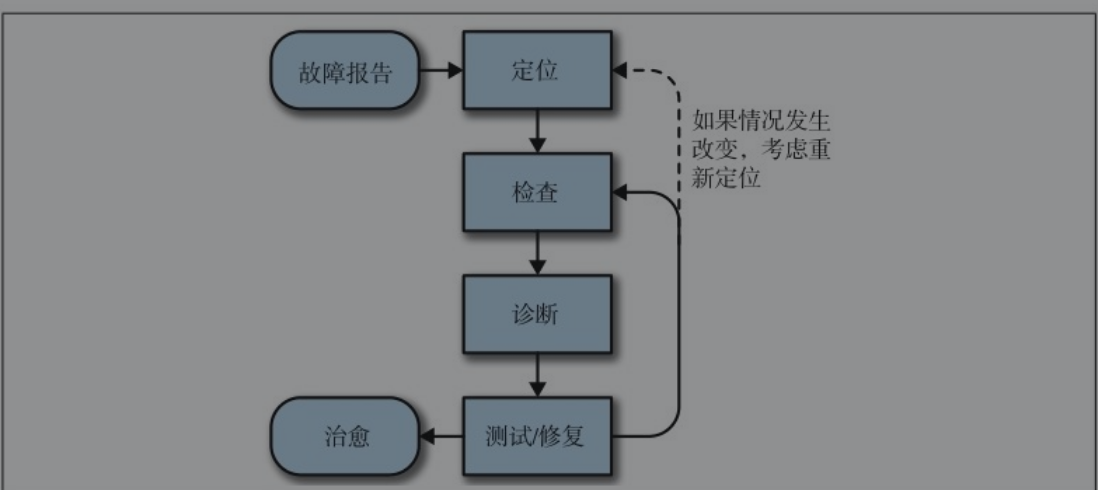 故障报告
定位
如果情况发生
改变，考虑重
新定位
检查
诊断
治愈
测试/修复